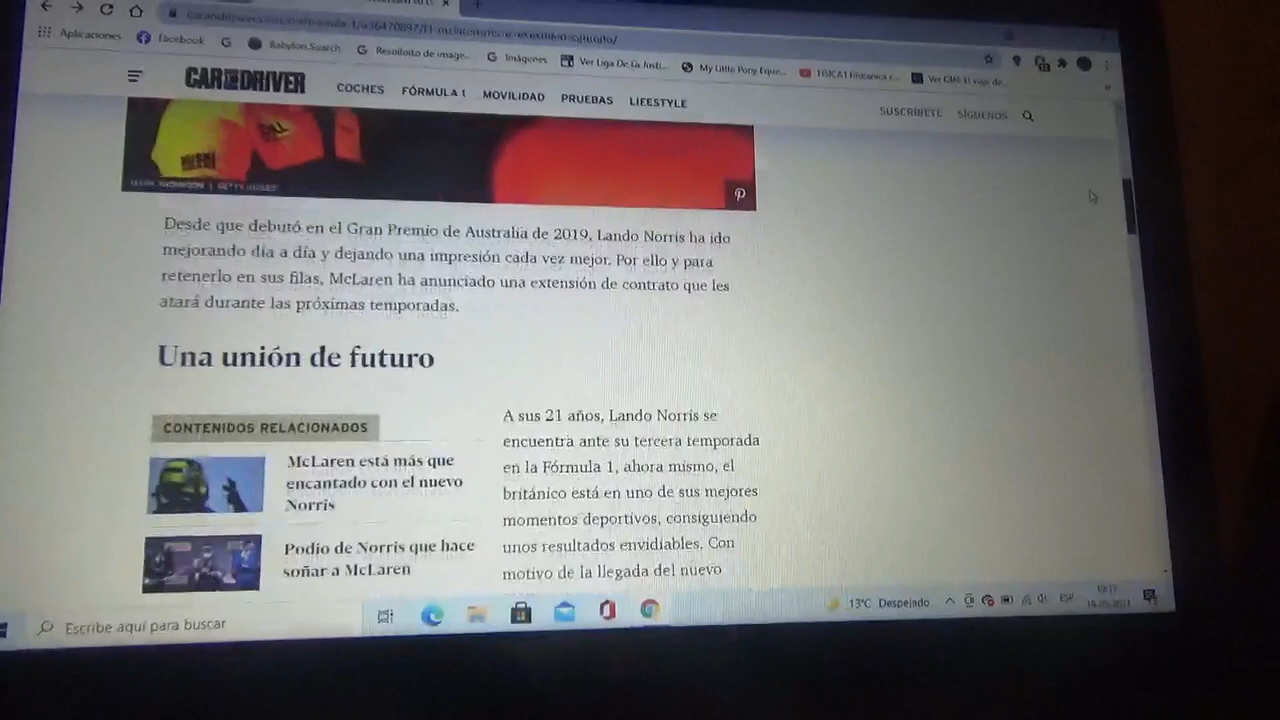 Aplicaciones Facebook Babylon Search Resultado de image... Imágenes Ver Liga De La Justi... My Little Pony Eque... Ver
CAR AND DRIVER COCHES FÓRMULA 1 MOVILIDAD PRUEBAS LIFESTYLE SUSCRÍBETE SÍGUENOS
Desde que debutó en el Gran Premio de Australia de 2019, Lando Norris ha ido
mejorando día a día y dejando una impresión cada vez mejor. Por ello y para
retenerlo en sus filas, McLaren ha anunciado una extensión de contrato que les
atará durante las próximas temporadas.
Una unión de futuro
CONTENIDOS RELACIONADOS
McLaren está más que
encantado con el nuevo
Norris
Podio de Norris que hace
soñar a McLaren
A sus 21 años, Lando Norris se
encuentra ante su tercera temporada
en la Fórmula 1, ahora mismo, el
británico está en uno de sus mejores
momentos deportivos, consiguiendo
unos resultados envidiables. Con
motivo de la llegada del nuevo
Escribe aquí para buscar
13°C Despejado ESP